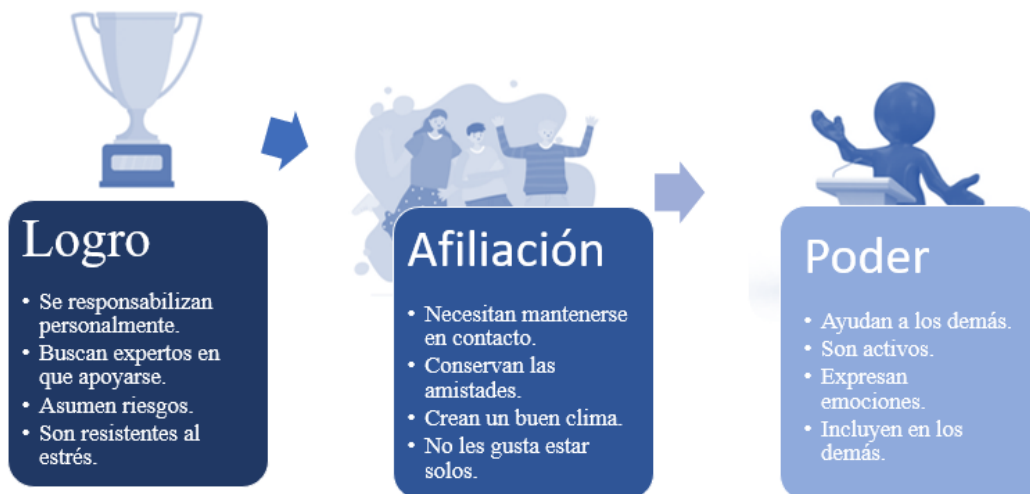 Logro
• Se responsabilizan
personalmente.
• Buscan expertos en
que apoyarse.
• Asumen riesgos.
• Son resistentes al
estrés.
Afiliación
• Necesitan mantenerse
en contacto.
• Conservan las
amistades.
• Crean un buen clima.
• No les gusta estar
solos.
Poder
• Ayudan a los demás.
• Son activos.
• Expresan
emociones.
• Incluyen en los
demás.